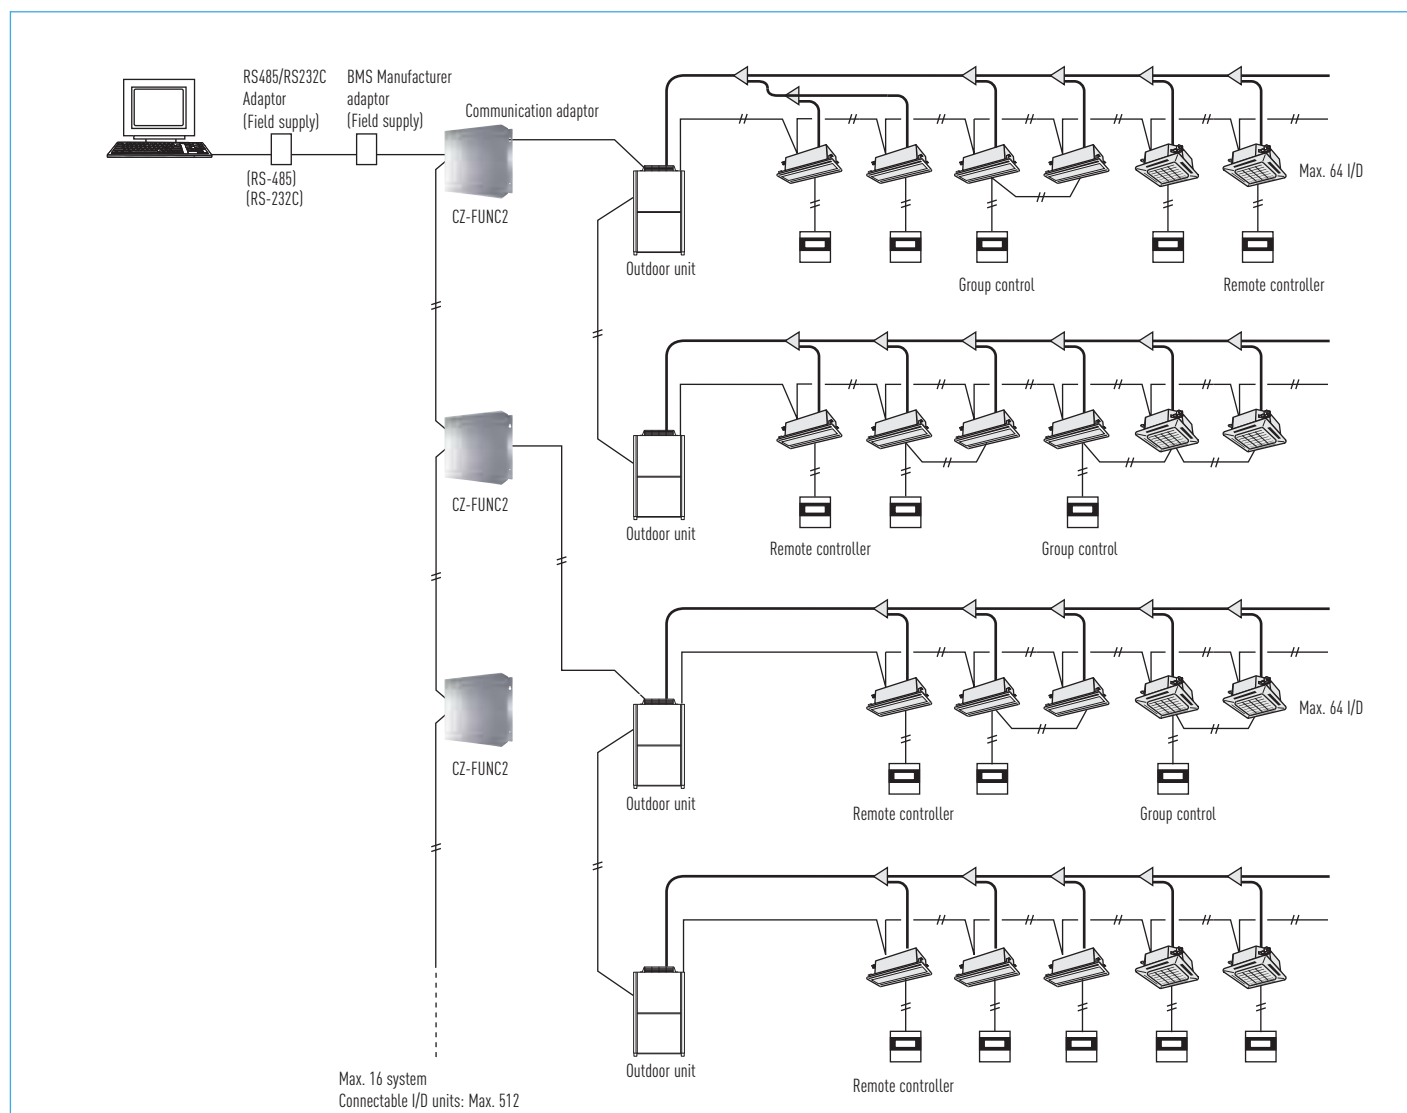 RS485/RS232C
Adaptor
(Field supply)
BMS Manufacturer
adaptor
(Field supply)
Communication adaptor
(RS-485)
(RS-232C)
CZ-FUNC2
Max. 64 I/D
Outdoor unit
Group control
Remote controller
CZ-FUNC2
Outdoor unit
Remote controller
Group control
Max. 64 I/D
CZ-FUNC2
Outdoor unit
Remote controller
Group control
Outdoor unit
Remote controller
Max. 16 system
Connectable I/D units: Max. 512